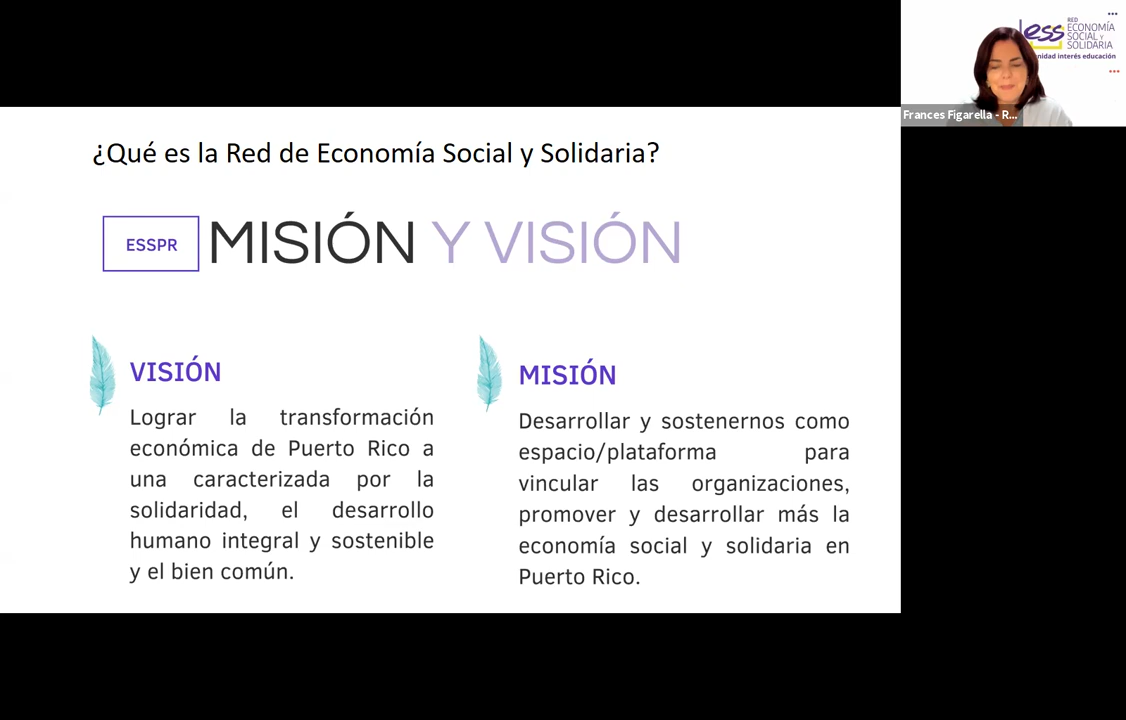 ¿Qué es la Red de Economía Social y Solidaria?
ESSPR
MISIÓN Y VISIÓN
VISIÓN
Lograr la transformación
económica de Puerto Rico a
una caracterizada por la
solidaridad, el desarrollo
humano integral y sostenible
y el bien común.
MISIÓN
Desarrollar y sostenernos como
espacio/plataforma para
vincular las organizaciones,
promover y desarrollar más la
economía social y solidaria en
Puerto Rico.
ess
RED
ECONOMÍA
SOCIAL Y
SOLIDARIA
interés educación
Frances Figarella - R...